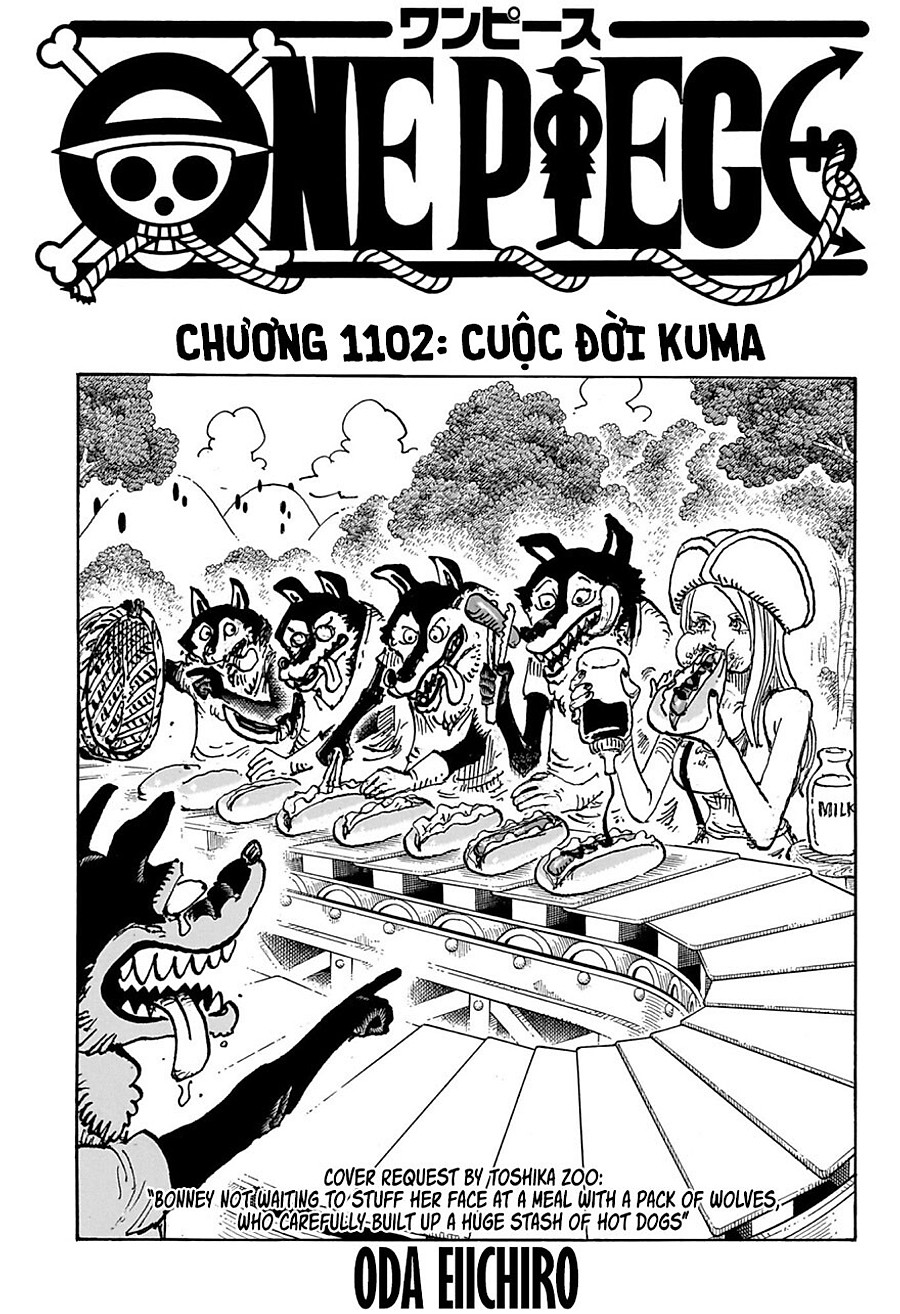 ワンピース
ONE PIECE
CHƯƠNG 1102: CUỘC ĐỜI KUMA
MILK
COVER REQUEST BY TOSHIKA ZOO:
"BONNEY NOT WAITING TO STUFF HER FACE AT A MEAL WITH A PACK OF WOLVES,
WHO CAREFULLY BUILT UP A HUGE STASH OF HOT DOGS"
ODA EIICHIRO